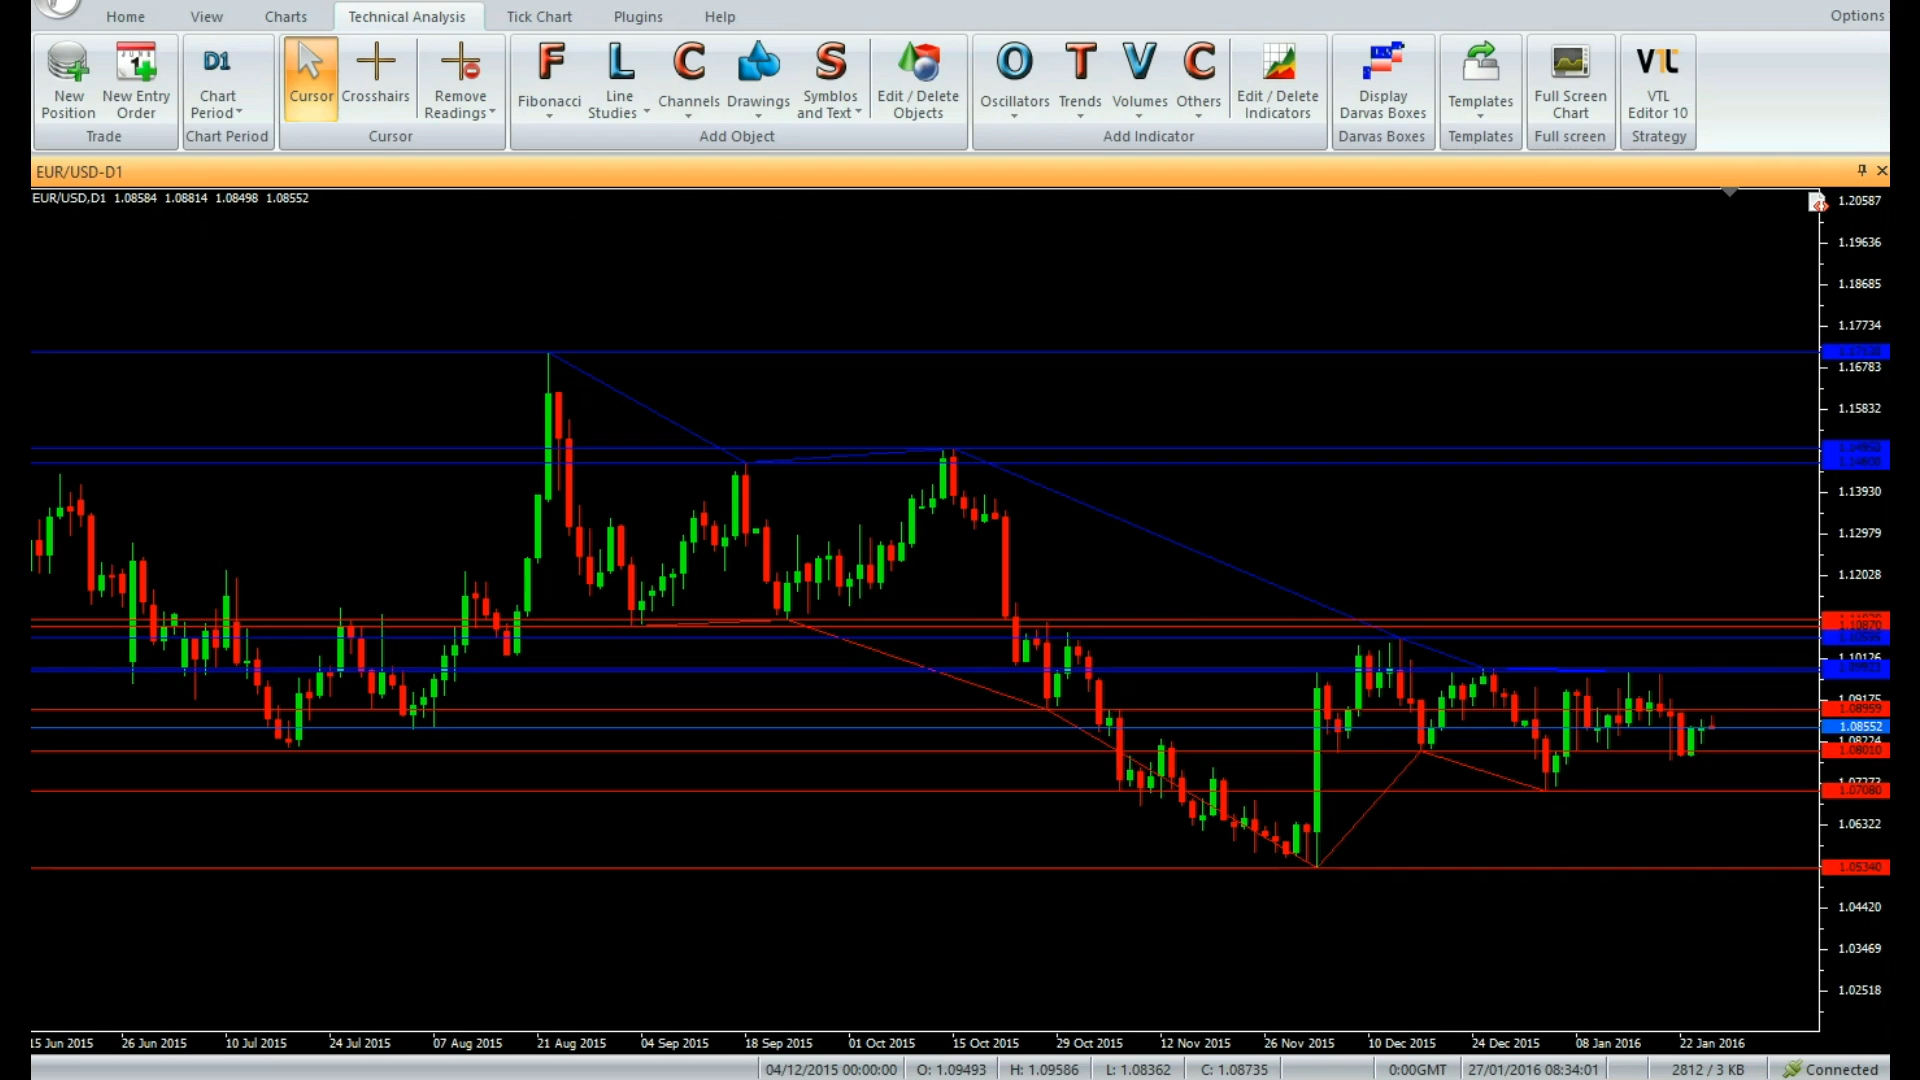 Home View Charts Technical Analysis Tick Chart Plugins Help Options
New Position
New Entry Order
Trade
D1
Chart Period
Chart Period
Cursor
Crosshairs
Remove Readings
Cursor
F
Fibonacci
L
Line Studies
C
Channels
Drawings
S
Symblos and Text
Edit / Delete Objects
Add Object
O
Oscillators
T
Trends
V
Volumes
C
Others
Edit / Delete Indicators
Add Indicator
Display Darvas Boxes
Darvas Boxes
Templates
Templates
Full Screen Chart
Full screen
VTL
VTL Editor 10
Strategy
EUR/USD-D1
EUR/USD,D1 1.08584 1.08814 1.08498 1.08552
1.20587
1.19636
1.18685
1.17734
1.16783
1.15832
1.13930
1.12979
1.12028
1.10870
1.10126
1.09175
1.08959
1.08552
1.08224
1.08010
1.07273
1.07080
1.06322
1.05340
1.04420
1.03469
1.02518
15 Jun 2015 26 Jun 2015 10 Jul 2015 24 Jul 2015 07 Aug 2015 21 Aug 2015 04 Sep 2015 18 Sep 2015 01 Oct 2015 15 Oct 2015 29 Oct 2015 12 Nov 2015 26 Nov 2015 10 Dec 2015 24 Dec 2015 08 Jan 2016 22 Jan 2016
04/12/2015 00:00:00 O: 1.09493 H: 1.09586 L: 1.08362 C: 1.08735 0:00GMT 27/01/2016 08:34:01 2812 / 3 KB Connected